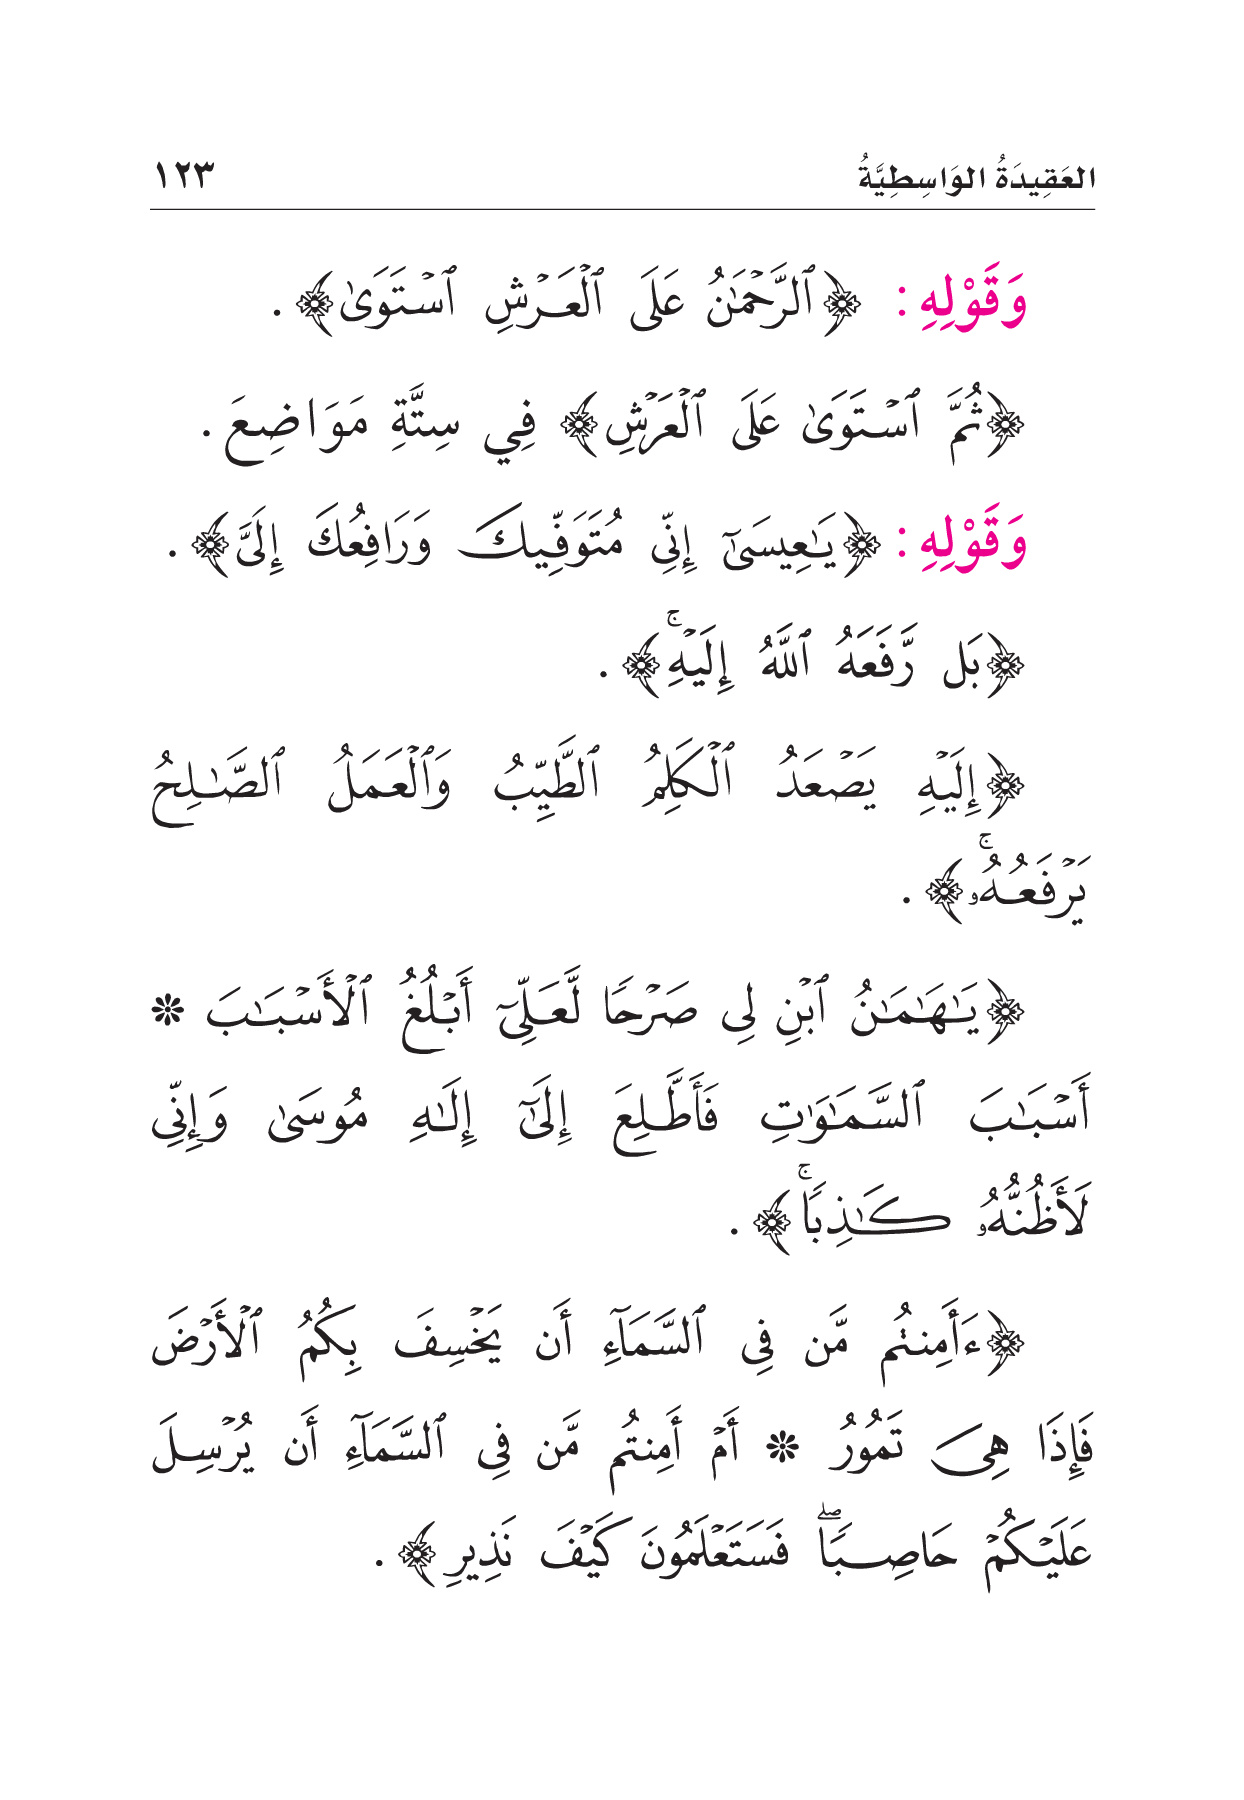 العَقِيدَةُ الوَاسِطِيَّةُ ١٢٣
وَقَوْلِهِ: ﴿ٱلرَّحْمَـٰنُ عَلَى ٱلْعَرْشِ ٱسْتَوَىٰ﴾.
﴿ثُمَّ ٱسْتَوَىٰ عَلَى ٱلْعَرْشِ﴾ فِي سِتَّةِ مَوَاضِعَ.
وَقَوْلِهِ: ﴿يَـٰعِيسَىٰٓ إِنِّى مُتَوَفِّيكَ وَرَافِعُكَ إِلَىَّ﴾.
﴿بَل رَّفَعَهُ ٱللَّهُ إِلَيْهِۚ﴾.
﴿إِلَيْهِ يَصْعَدُ ٱلْكَلِمُ ٱلطَّيِّبُ وَٱلْعَمَلُ ٱلصَّـٰلِحُ
يَرْفَعُهُۥۚ﴾.
﴿يَـٰهَـٰمَـٰنُ ٱبْنِ لِى صَرْحًا لَّعَلِّىٓ أَبْلُغُ ٱلْأَسْبَـٰبَ *
أَسْبَـٰبَ ٱلسَّمَـٰوَٰتِ فَأَطَّلِعَ إِلَىٰٓ إِلَـٰهِ مُوسَىٰ وَإِنِّى
لَأَظُنُّهُۥ كَـٰذِبًاۚ﴾.
﴿ءَأَمِنتُم مَّن فِى ٱلسَّمَآءِ أَن يَخْسِفَ بِكُمُ ٱلْأَرْضَ
فَإِذَا هِىَ تَمُورُ * أَمْ أَمِنتُم مَّن فِى ٱلسَّمَآءِ أَن يُرْسِلَ
عَلَيْكُمْ حَاصِبًاۖ فَسَتَعْلَمُونَ كَيْفَ نَذِيرِ﴾.